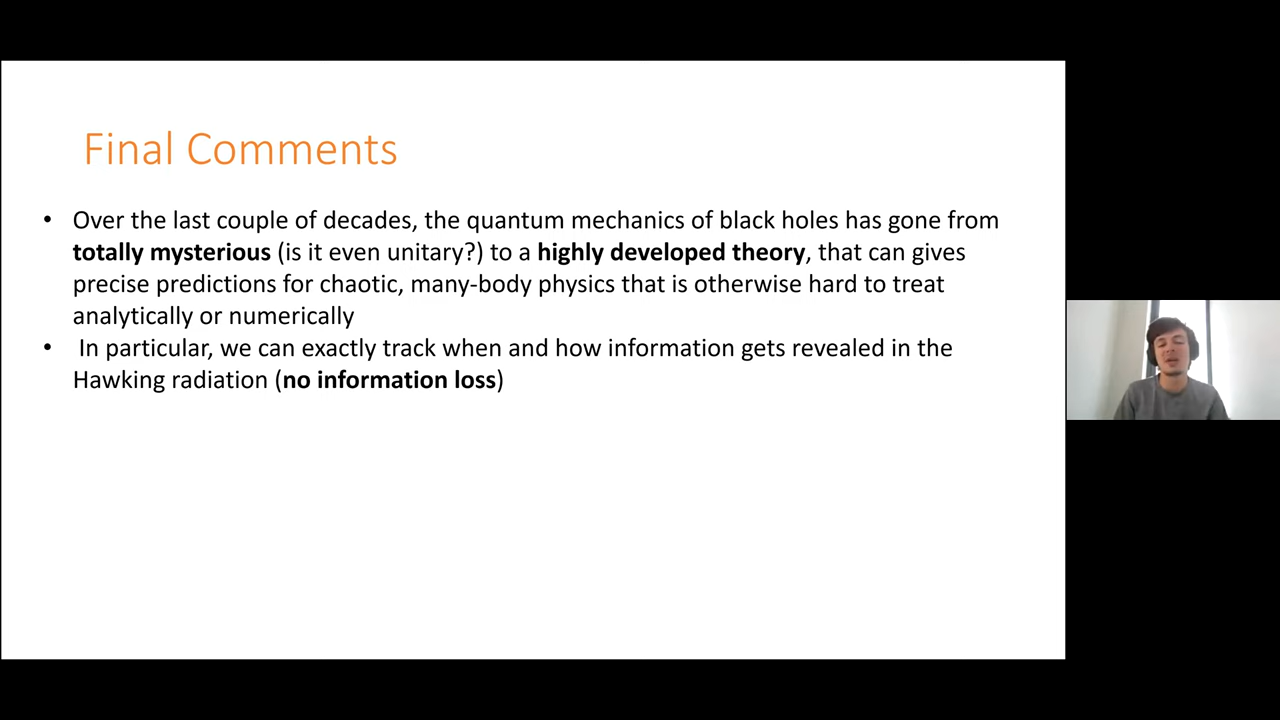 Final Comments
• Over the last couple of decades, the quantum mechanics of black holes has gone from
totally mysterious (is it even unitary?) to a highly developed theory, that can gives
precise predictions for chaotic, many-body physics that is otherwise hard to treat
analytically or numerically
• In particular, we can exactly track when and how information gets revealed in the
Hawking radiation (no information loss)